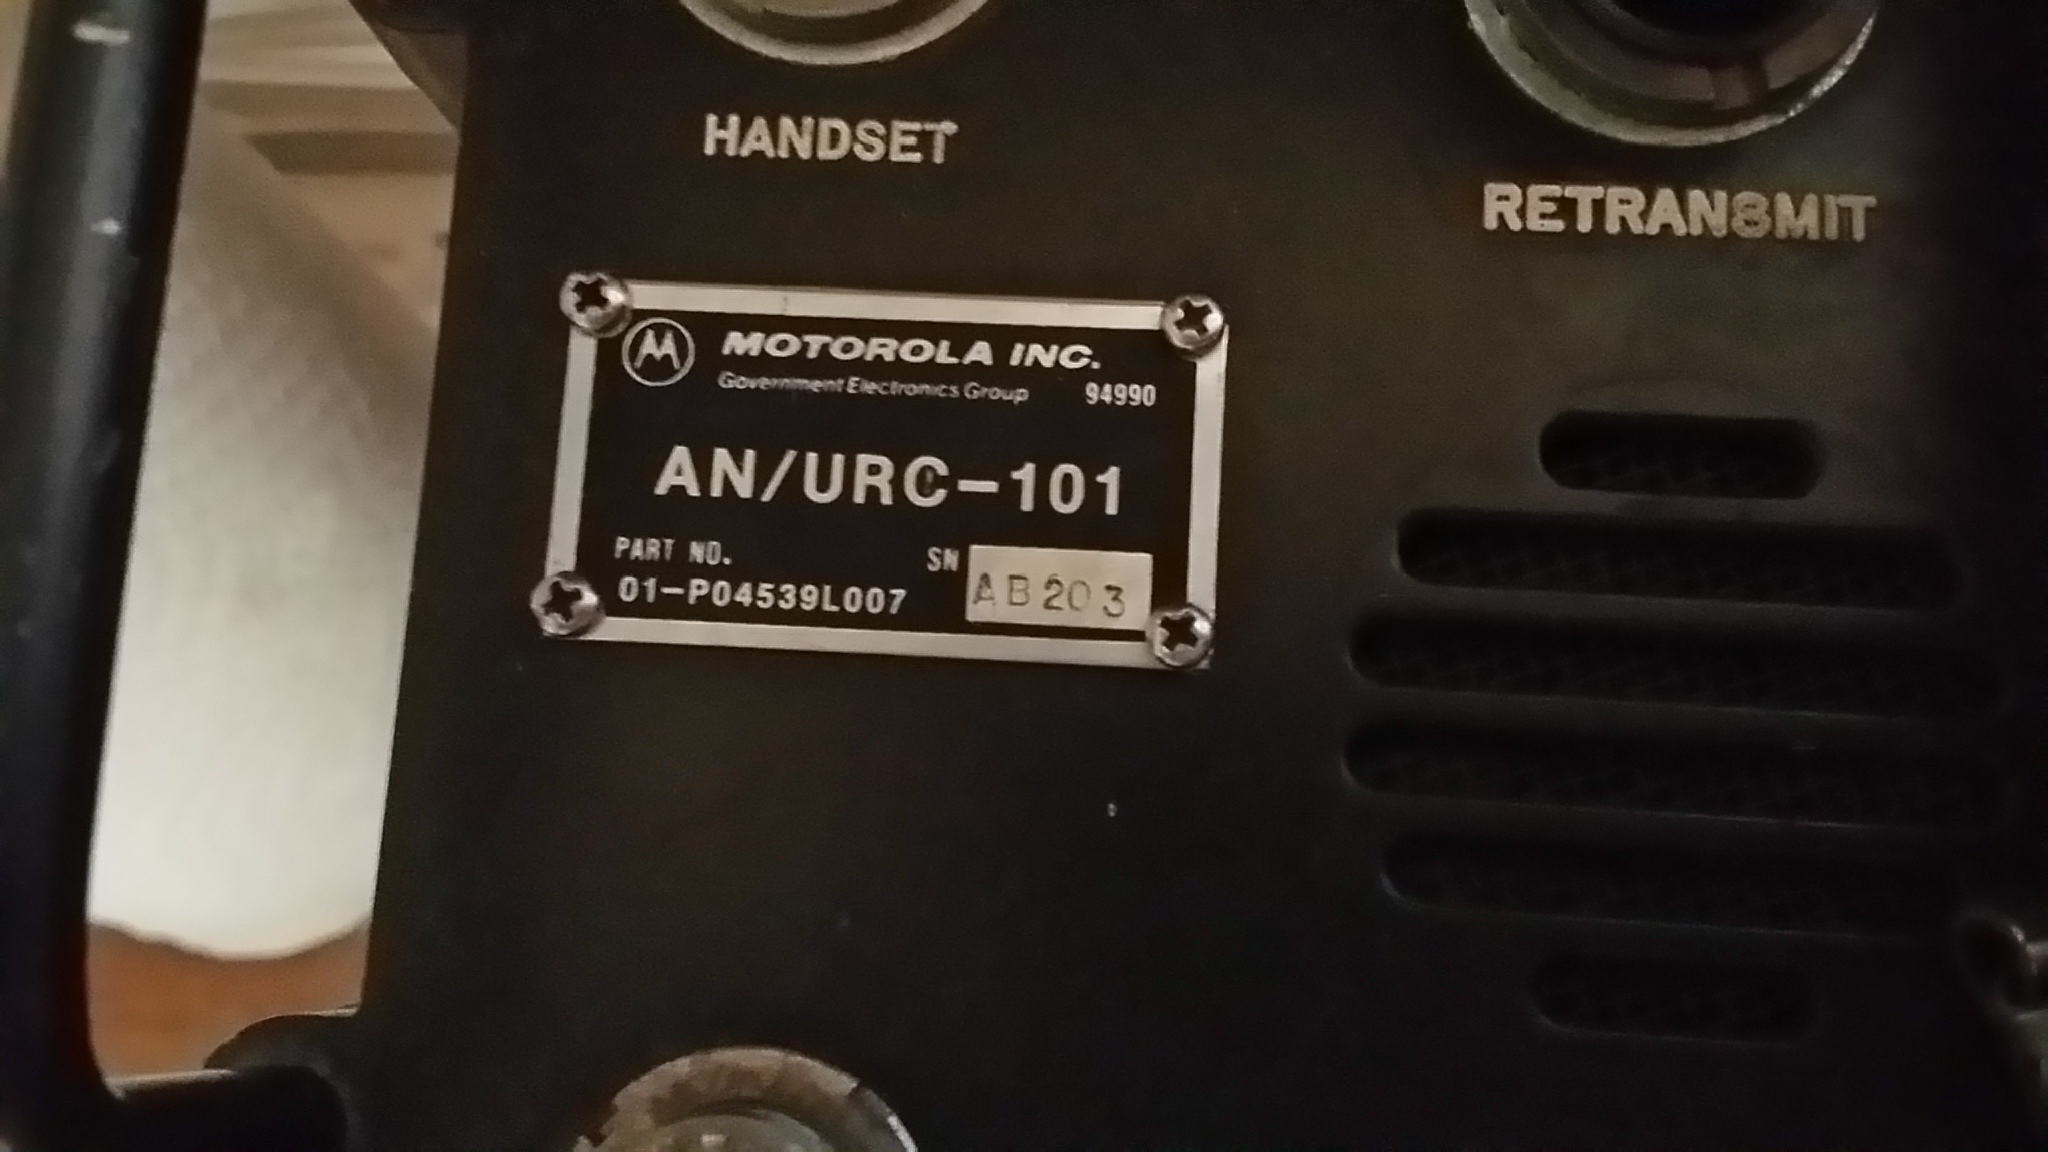 HANDSET
RETRANSMIT
MOTOROLA INC.
Government Electronics Group 94990
AN/URC-101
PART NO. SN
01-P04539L007 AB203